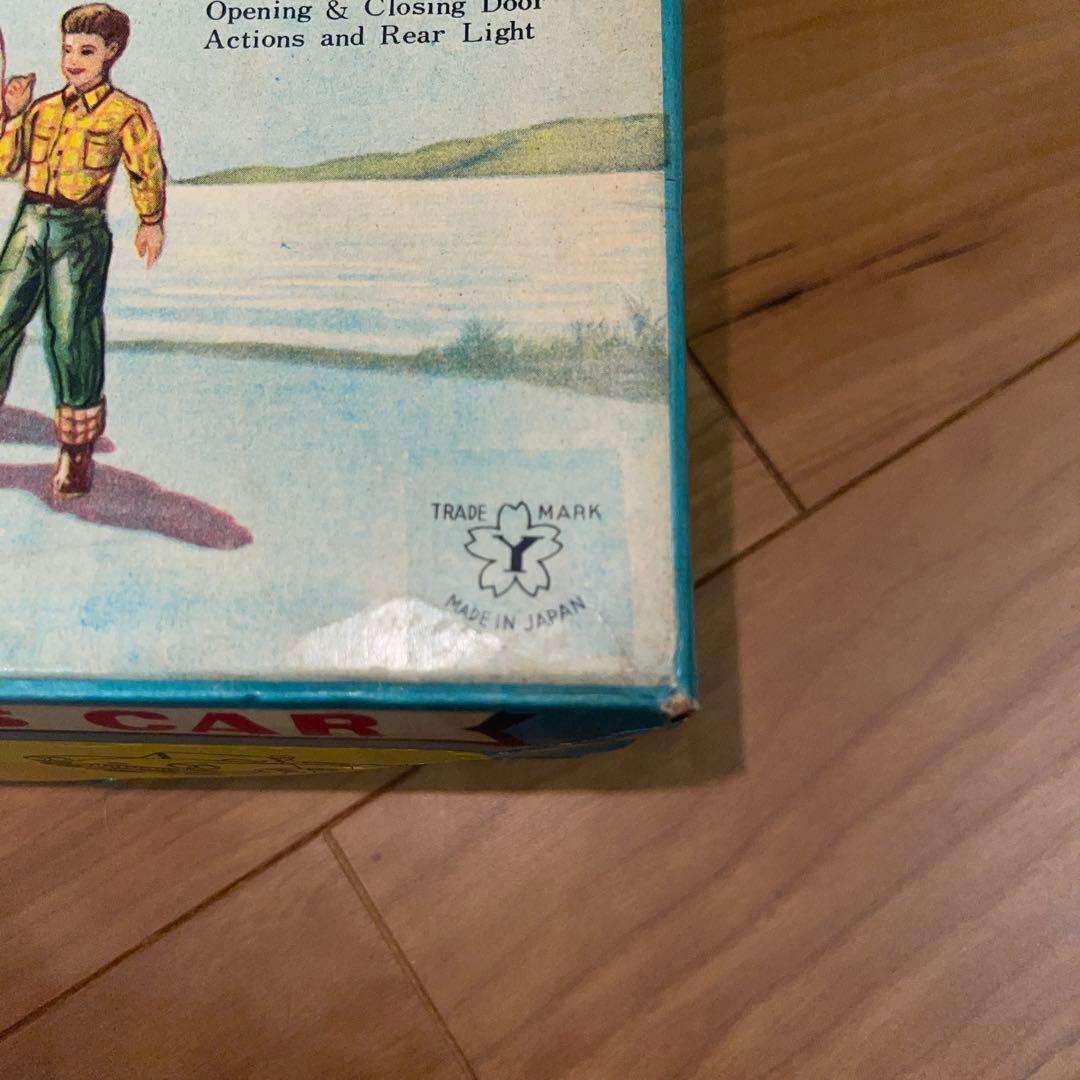 Opening & Closing Door
Actions and Rear Light
TRADE MARK
Y
MADE IN JAPAN
CAR